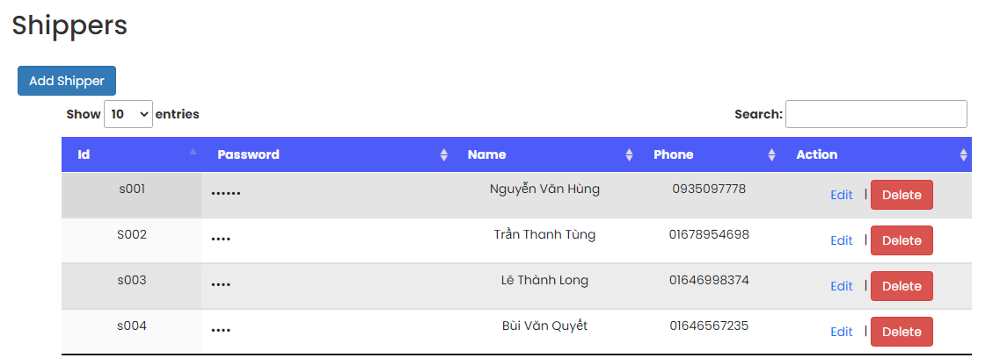 Shippers
Add Shipper
Show 10 entries Search:
Id Password Name Phone Action
s001 •••••• Nguyễn Văn Hùng 0935097778 Edit | Delete
S002 •••• Trần Thanh Tùng 01678954698 Edit | Delete
s003 •••• Lê Thành Long 01646998374 Edit | Delete
s004 •••• Bùi Văn Quyết 01646567235 Edit | Delete